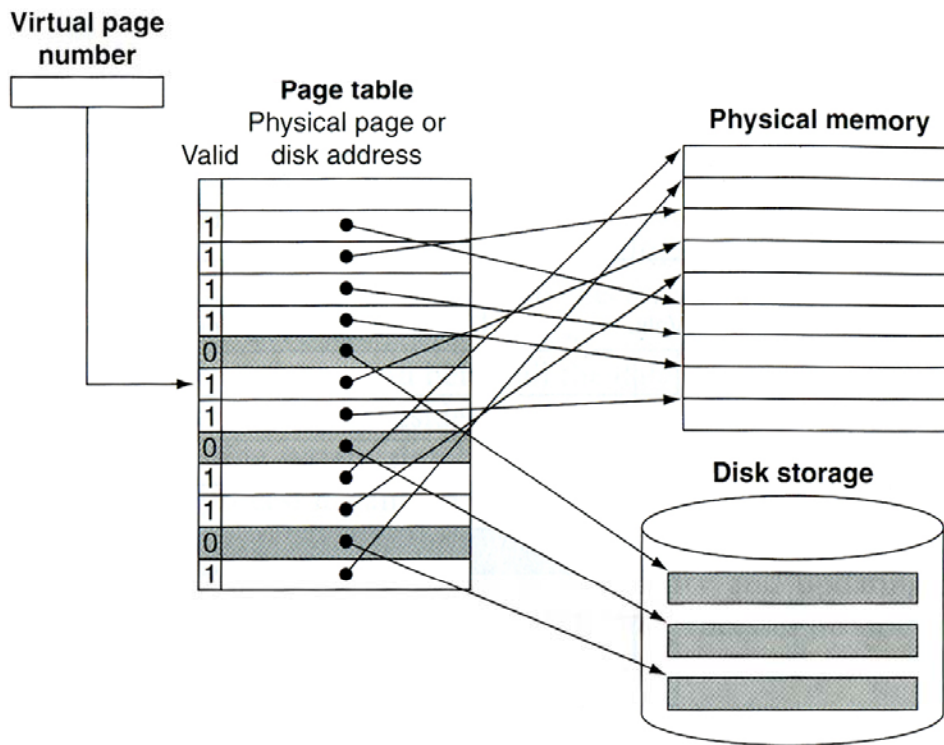 Virtual page
number
Page table
Physical page or
Valid disk address
Physical memory
1
1
1
1
0
1
1
0
1
1
0
1
Disk storage